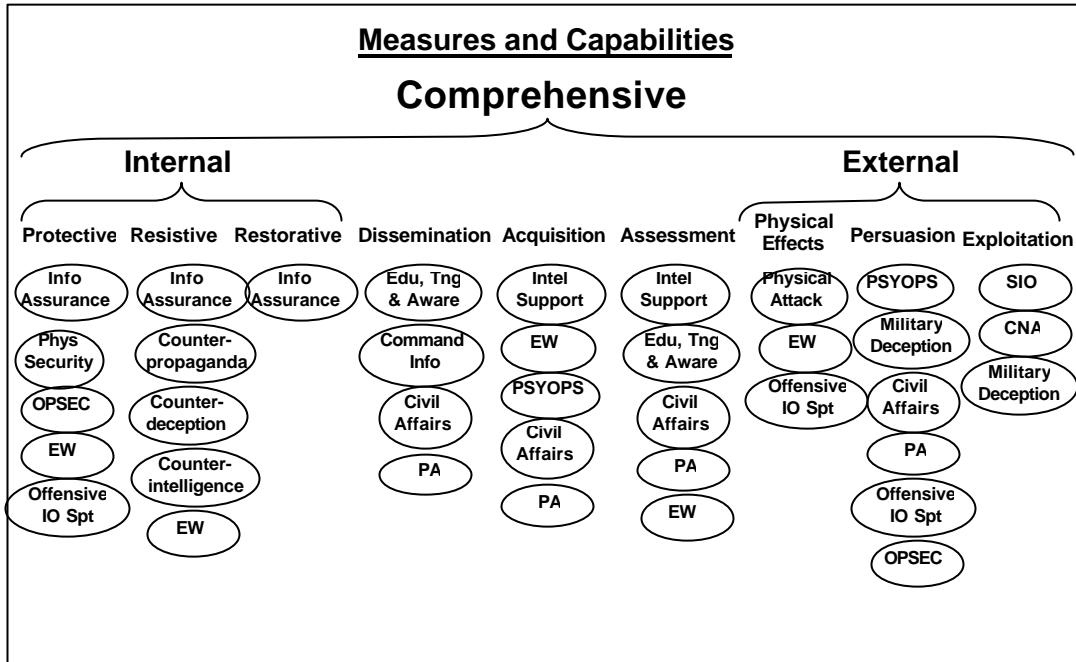 Measures and Capabilities
Comprehensive
Internal
External
Protective
Resistive
Restorative
Dissemination
Acquisition
Assessment
Physical
Effects
Persuasion
Exploitation
Info
Assurance
Phys
Security
OPSEC
EW
Offensive
IO Spt
Info
Assurance
Counter-
propaganda
Counter-
deception
Counter-
intelligence
EW
Info
Assurance
Edu, Tng
& Aware
Command
Info
Civil
Affairs
PA
Intel
Support
EW
PSYOPS
Civil
Affairs
PA
Intel
Support
Edu, Tng
& Aware
Civil
Affairs
PA
EW
Physical
Attack
EW
Offensive
IO Spt
PSYOPS
Military
Deception
Civil
Affairs
PA
Offensive
IO Spt
OPSEC
SIO
CNA
Military
Deception